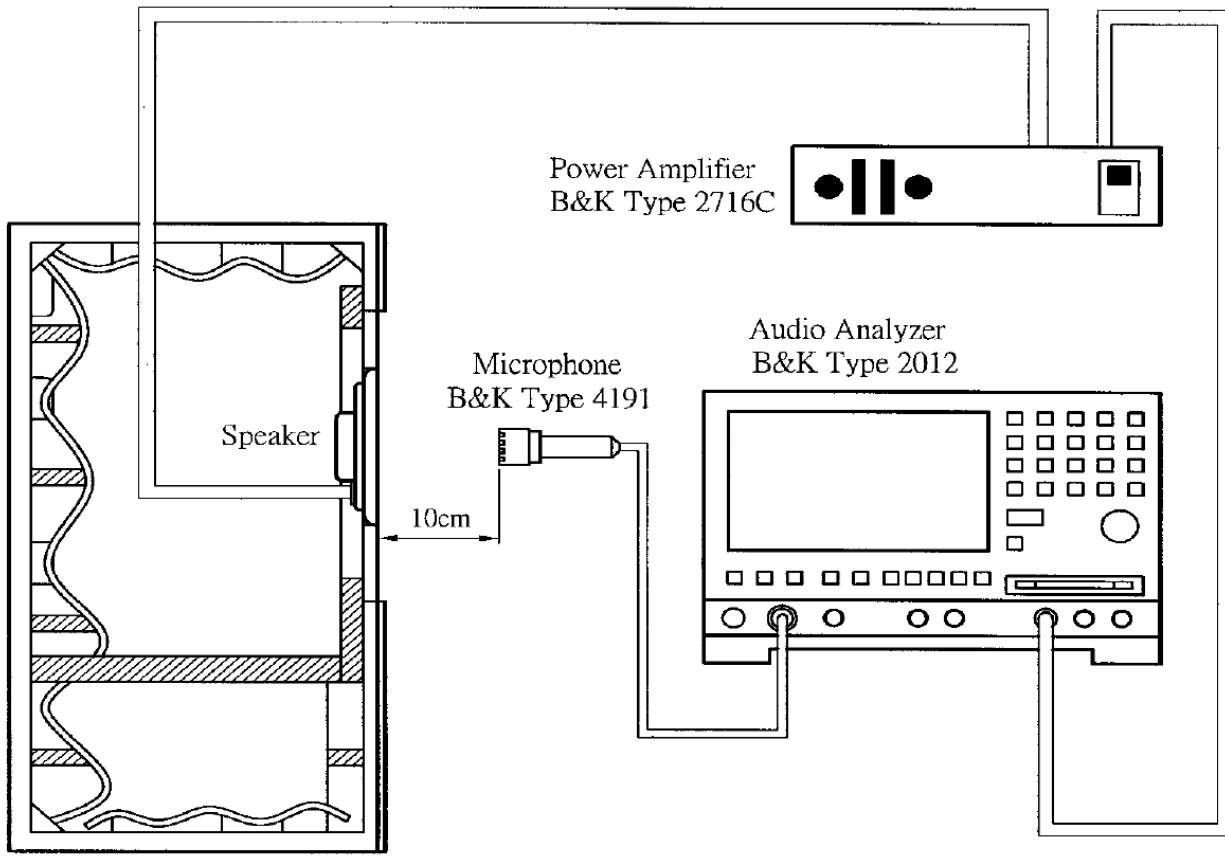 Power Amplifier
B&K Type 2716C
Audio Analyzer
B&K Type 2012
Microphone
B&K Type 4191
Speaker
10cm